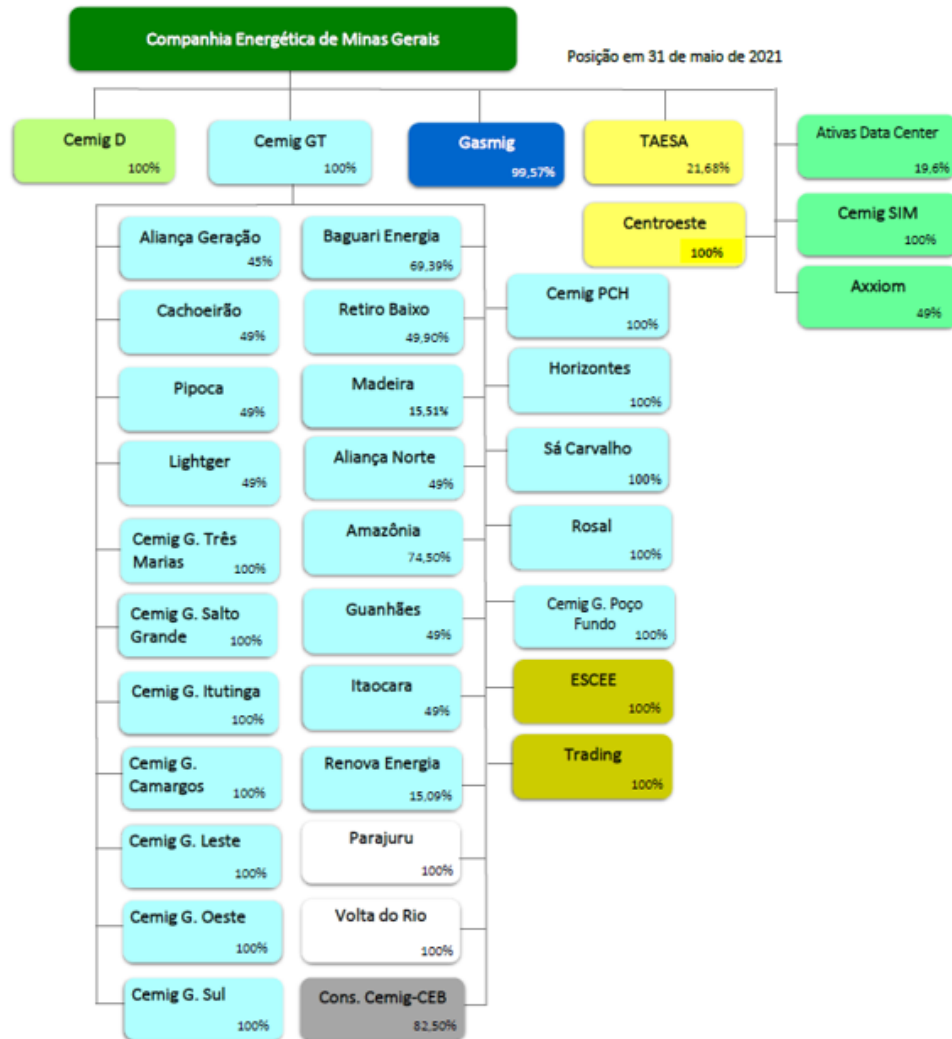 Companhia Energética de Minas Gerais
Posição em 31 de maio de 2021
Cemig D
100%
Cemig GT
100%
Gasmig
99,57%
TAESA
21,68%
Ativas Data Center
19,6%
Centroeste
100%
Cemig SIM
100%
Axxiom
49%
Aliança Geração
45%
Cachoeirão
49%
Pipoca
49%
Lightger
49%
Cemig G. Três
Marias
100%
Cemig G. Salto
Grande
100%
Cemig G. Itutinga
100%
Cemig G.
Camargos
100%
Cemig G. Leste
100%
Cemig G. Oeste
100%
Cemig G. Sul
100%
Baguari Energia
69,39%
Retiro Baixo
49,90%
Madeira
15,51%
Aliança Norte
49%
Amazônia
74,50%
Guanhães
49%
Itaocara
49%
Renova Energia
15,09%
Parajuru
100%
Volta do Rio
100%
Cons. Cemig-CEB
82,50%
Cemig PCH
100%
Horizontes
100%
Sá Carvalho
100%
Rosal
100%
Cemig G. Poço
Fundo
100%
ESCEE
100%
Trading
100%